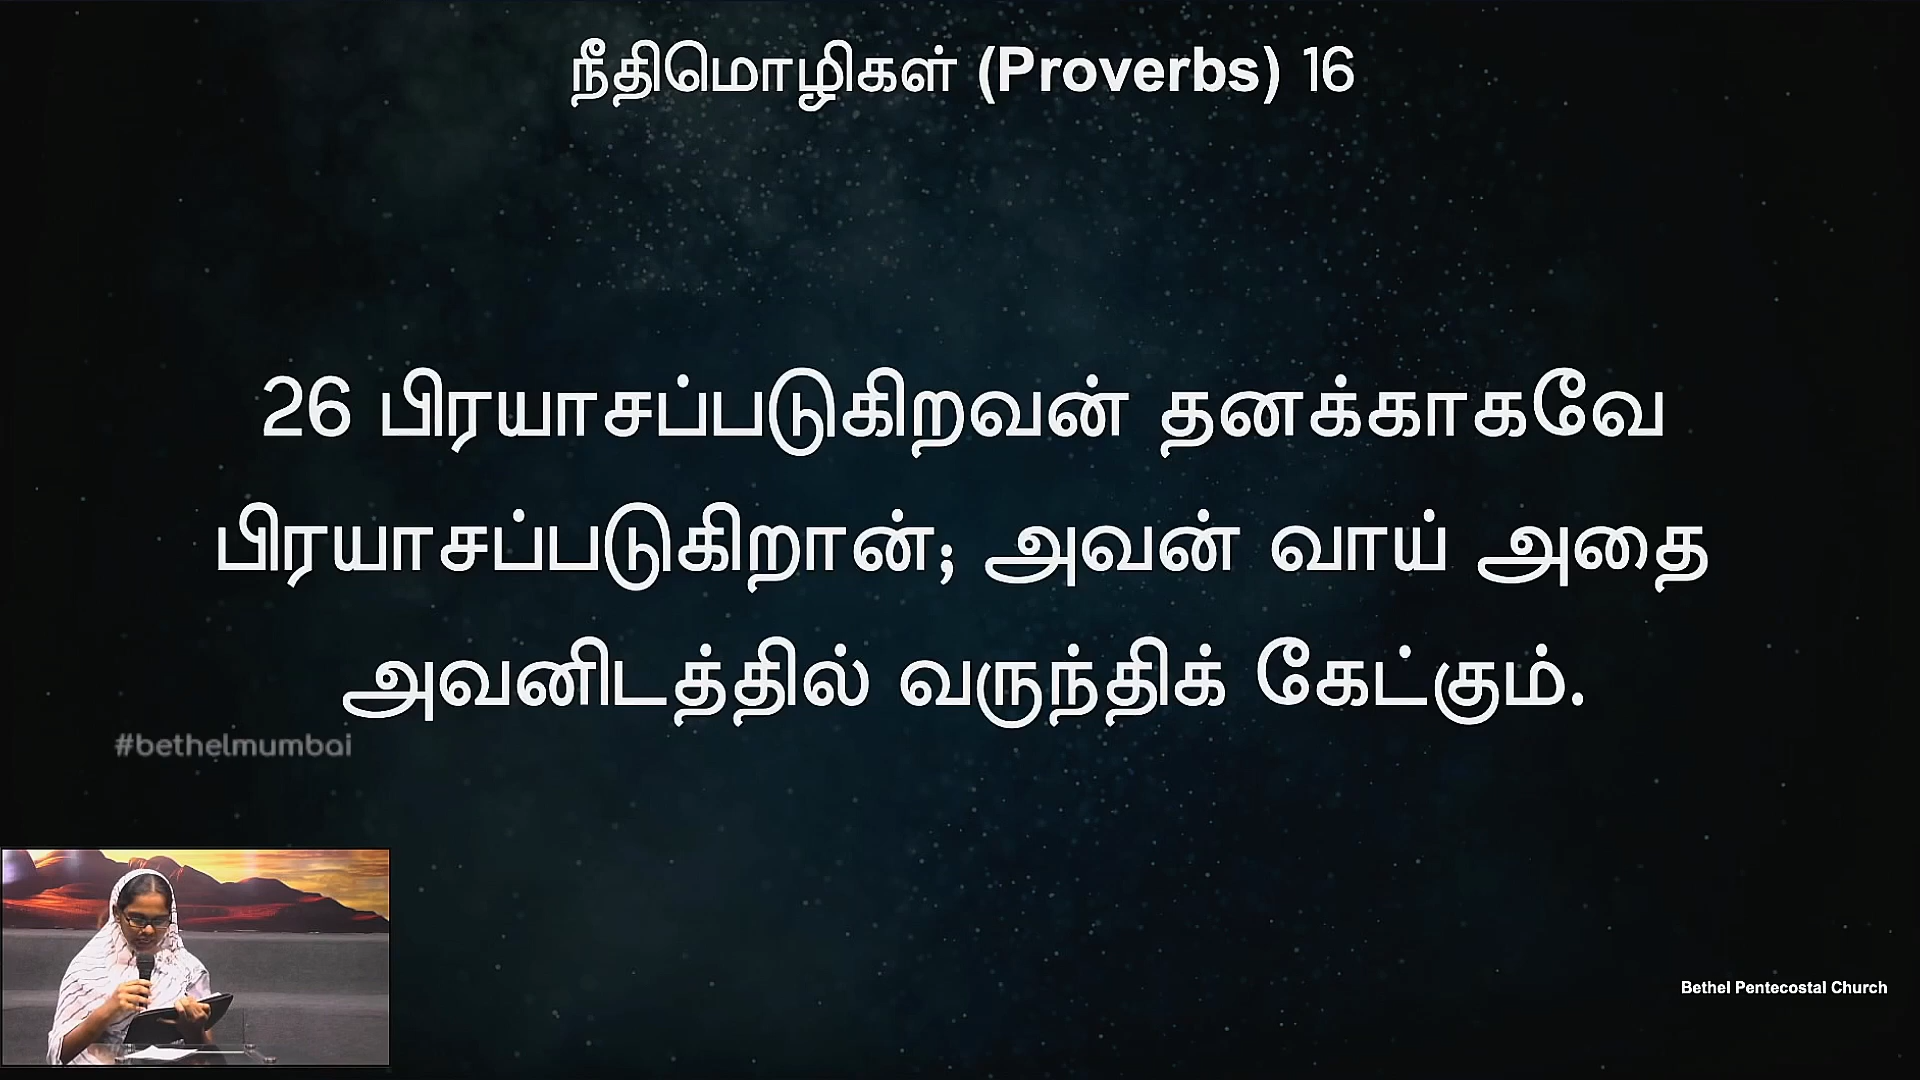 நீதிமொழிகள் (Proverbs) 16
26 பிரயாசப்படுகிறவன் தனக்காகவே
பிரயாசப்படுகிறான்; அவன் வாய் அதை
அவனிடத்தில் வருந்திக் கேட்கும்.
#bethelmumbai
Bethel Pentecostal Church